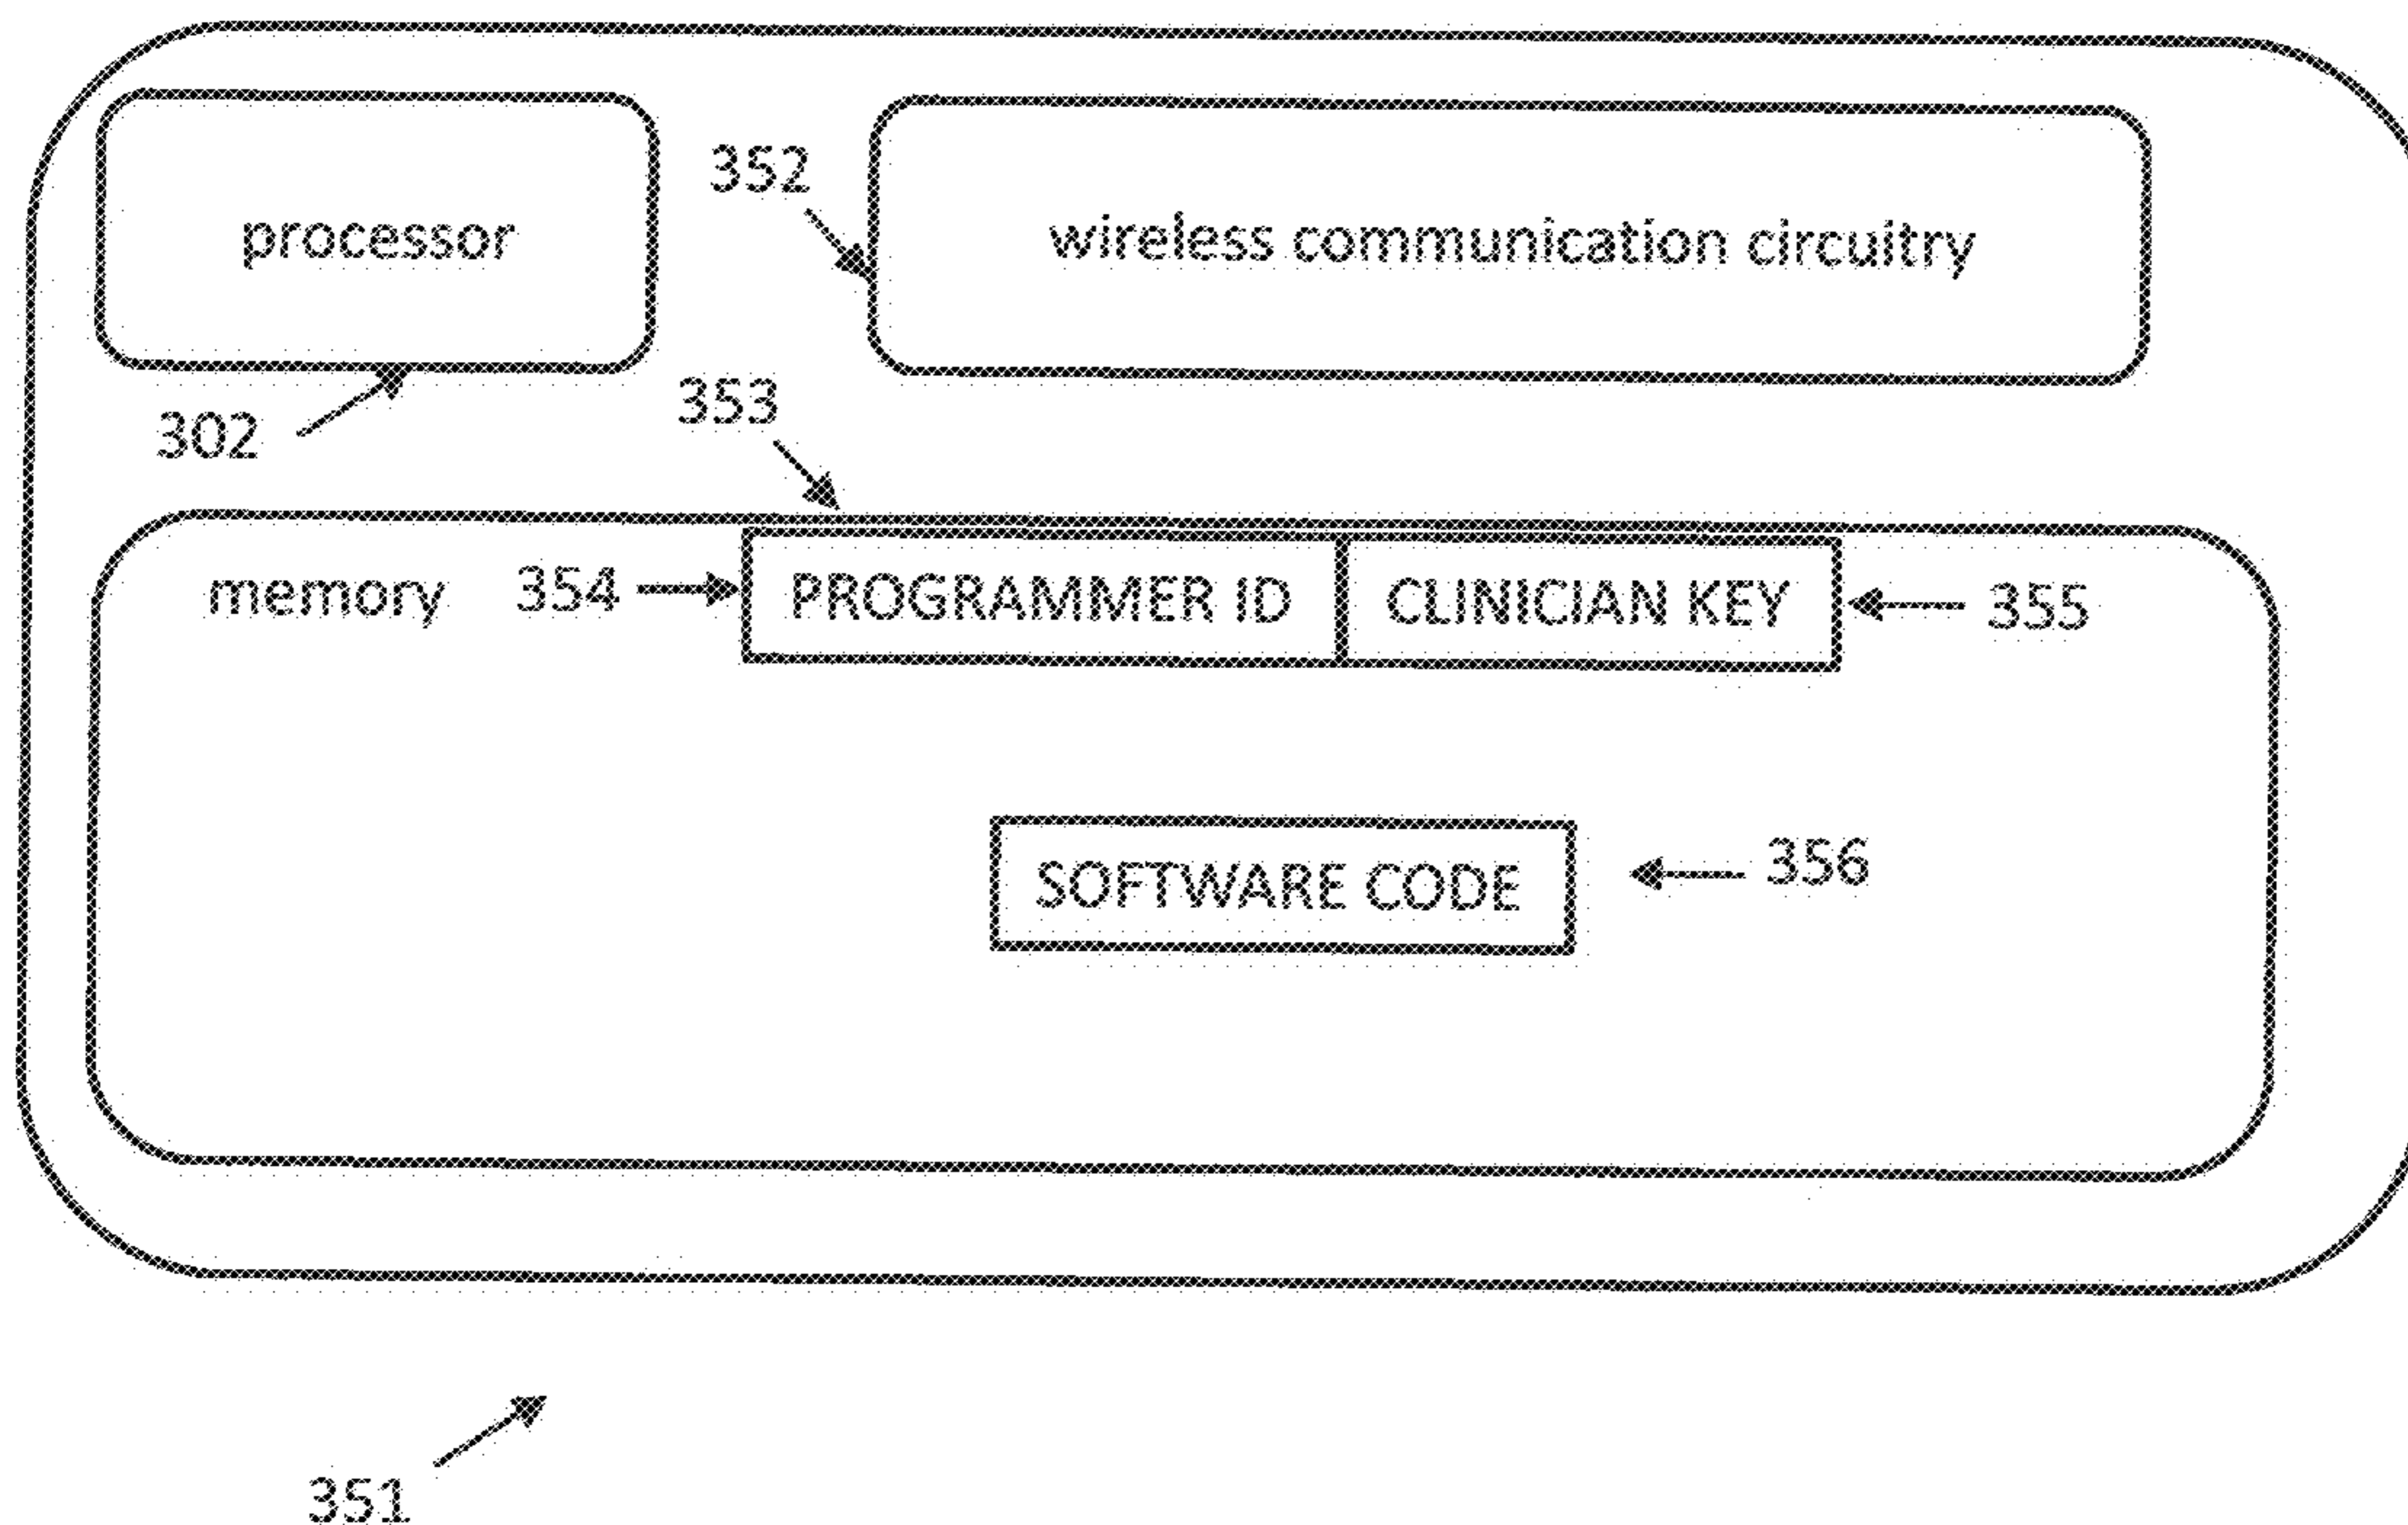 352
processor
wireless communication circuitry
353
302
memory 354 PROGRAMMER ID CLINICIAN KEY 355
SOFTWARE CODE 356
351